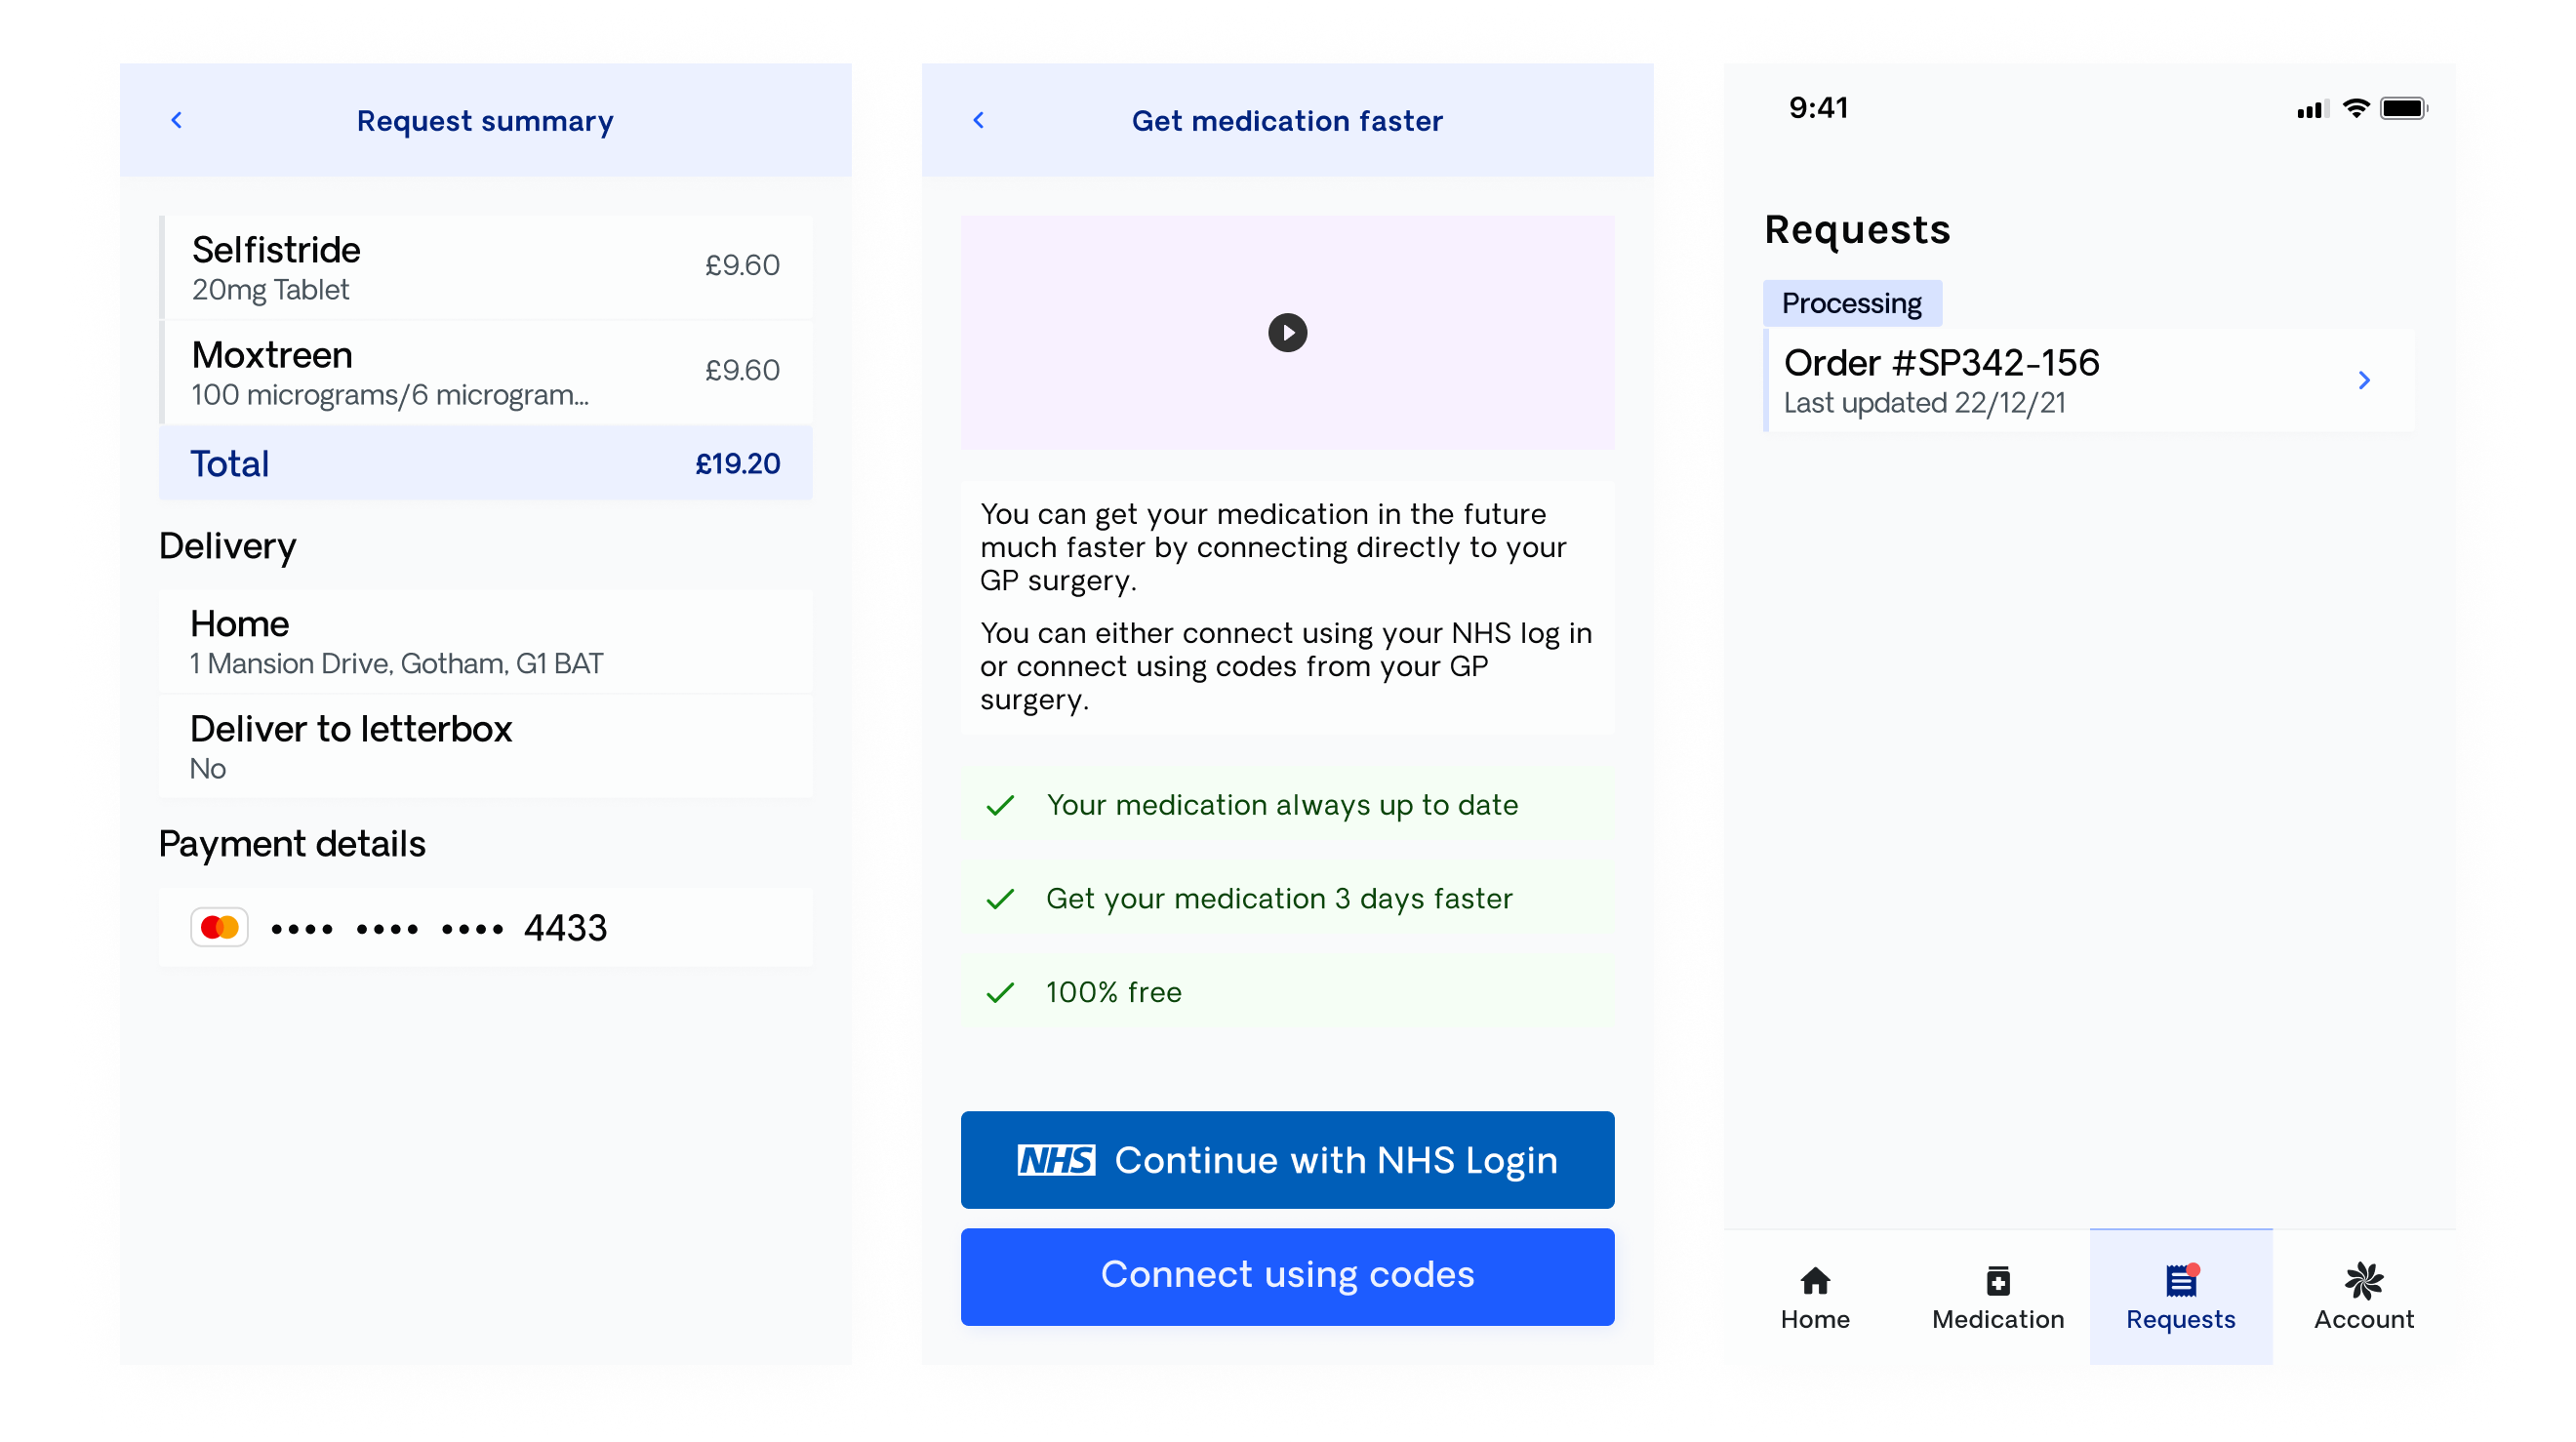 Request summary
Selfistride
20mg Tablet
£9.60
Moxtreen
100 micrograms/6 microgram...
£9.60
Total
£19.20
Delivery
Home
1 Mansion Drive, Gotham, G1 BAT
Deliver to letterbox
No
Payment details
•••• •••• •••• 4433
Get medication faster
You can get your medication in the future
much faster by connecting directly to your
GP surgery.
You can either connect using your NHS log in
or connect using codes from your GP
surgery.
Your medication always up to date
Get your medication 3 days faster
100% free
NHS Continue with NHS Login
Connect using codes
9:41
Requests
Processing
Order #SP342-156
Last updated 22/12/21
Home
Medication
Requests
Account